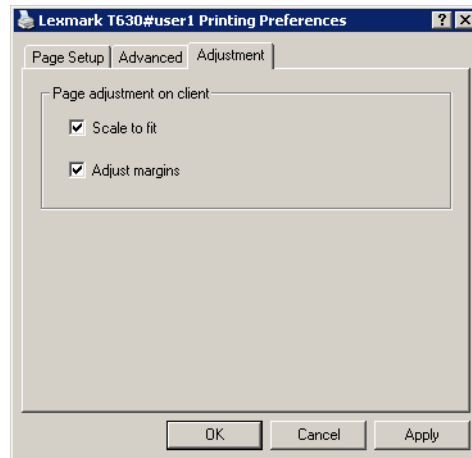 Lexmark T630#user1 Printing Preferences
Page Setup Advanced Adjustment
Page adjustment on client
Scale to fit
Adjust margins
OK Cancel Apply